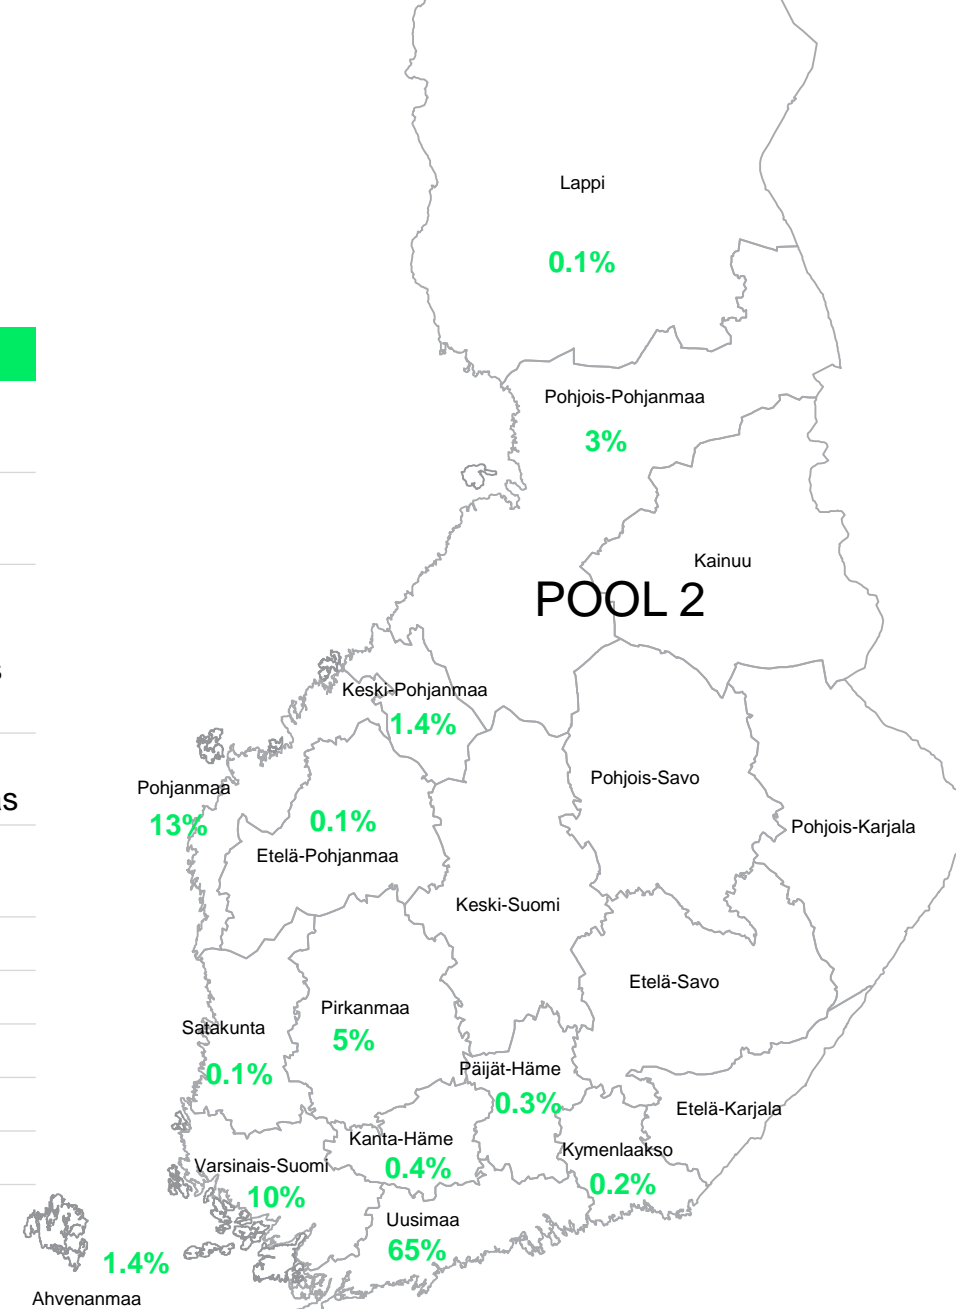 Lappi
0.1%
Pohjois-Pohjanmaa
3%
Kainuu
POOL 2
Keski-Pohjanmaa
1.4%
Pohjanmaa
13%
0.1%
Etelä-Pohjanmaa
Pohjois-Savo
Pohjois-Karjala
Keski-Suomi
Etelä-Savo
Pirkanmaa
5%
Satakunta
0.1%
Päijät-Häme
0.3%
Etelä-Karjala
Kanta-Häme
0.4%
Kymenlaakso
0.2%
Varsinais-Suomi
10%
Uusimaa
65%
1.4%
Ahvenanmaa